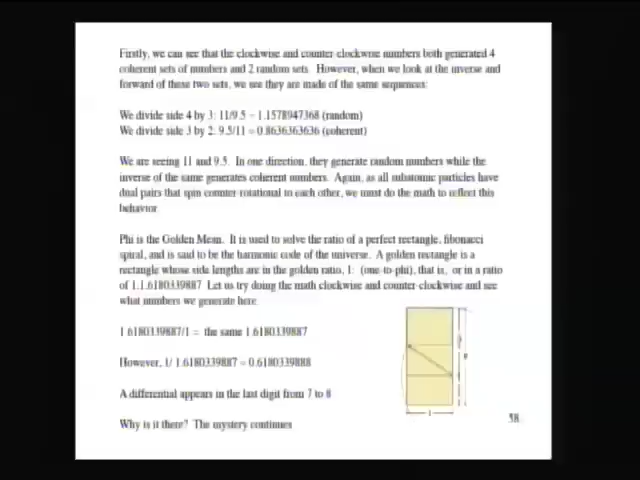 Firstly, we can see that the clockwise and counter-clockwise numbers both generated 4
coherent sets of numbers and 2 random sets. However, when we look at the inverse and
forward of these two sets, we see they are made of the same sequences:
We divide side 4 by 3: 11/9.5 = 1.1578947368 (random)
We divide side 3 by 2: 9.5/11 = 0.8636363636 (coherent)
We are seeing 11 and 9.5. In one direction, they generate random numbers while the
inverse of the same generates coherent numbers. Again, as all subatomic particles have
dual pairs that spin counter-rotational to each other, we must do the math to reflect this
behavior.
Phi is the Golden Mean. It is used to solve the ratio of a perfect rectangle, fibonacci
spiral, and is said to be the harmonic code of the universe. A golden rectangle is a
rectangle whose side lengths are in the golden ratio, 1: (one-to-phi), that is, or in a ratio
of 1:1.6180339887 Let us try doing the math clockwise and counter-clockwise and see
what numbers we generate here.
1.6180339887/1 = the same 1.6180339887
However, 1/ 1.6180339887 = 0.6180339888
A differential appears in the last digit from 7 to 8
Why is it there? The mystery continues
58